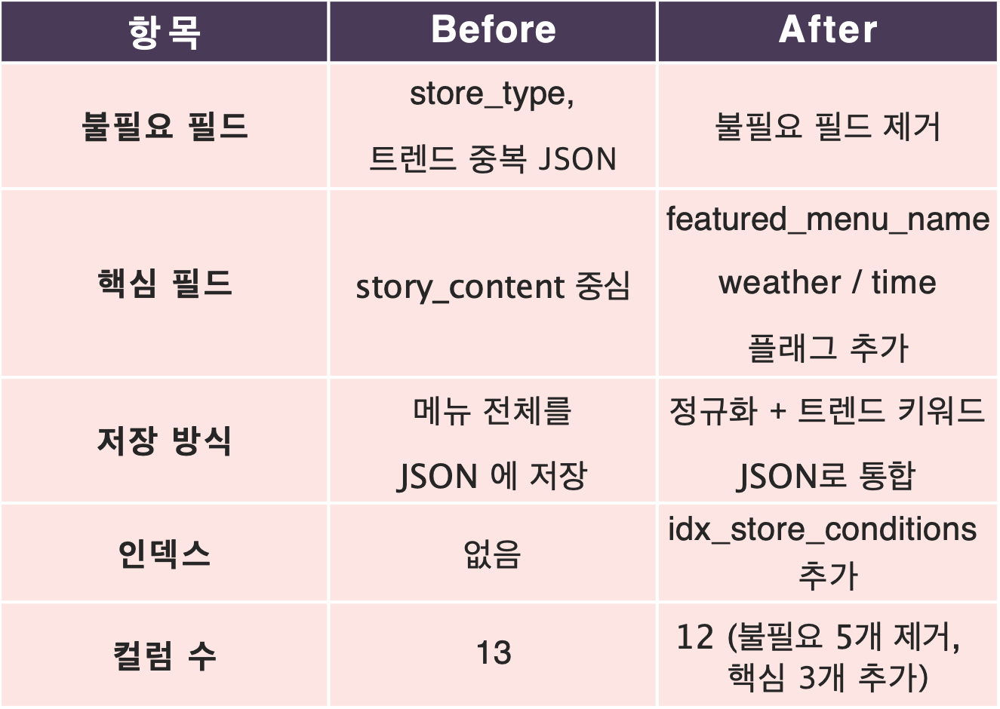 항목
Before
After
불필요 필드
store_type,
트렌드 중복 JSON
불필요 필드 제거
핵심 필드
story_content 중심
featured_menu_name
weather / time
플래그 추가
저장 방식
메뉴 전체를
JSON 에 저장
정규화 + 트렌드 키워드
JSON로 통합
인덱스
없음
idx_store_conditions
추가
컬럼 수
13
12 (불필요 5개 제거,
핵심 3개 추가)